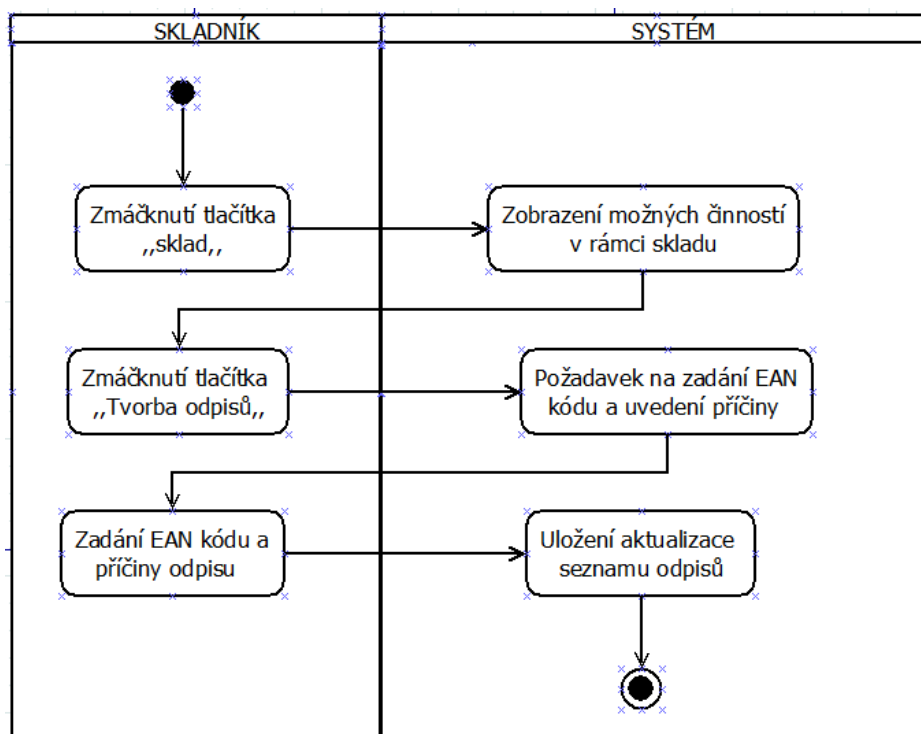 SKLADNÍK
SYSTÉM
Zmáčknutí tlačítka
,,sklad,,
Zobrazení možných činností
v rámci skladu
Zmáčknutí tlačítka
,,Tvorba odpisů,,
Požadavek na zadání EAN
kódu a uvedení příčiny
Zadání EAN kódu a
příčiny odpisu
Uložení aktualizace
seznamu odpisů